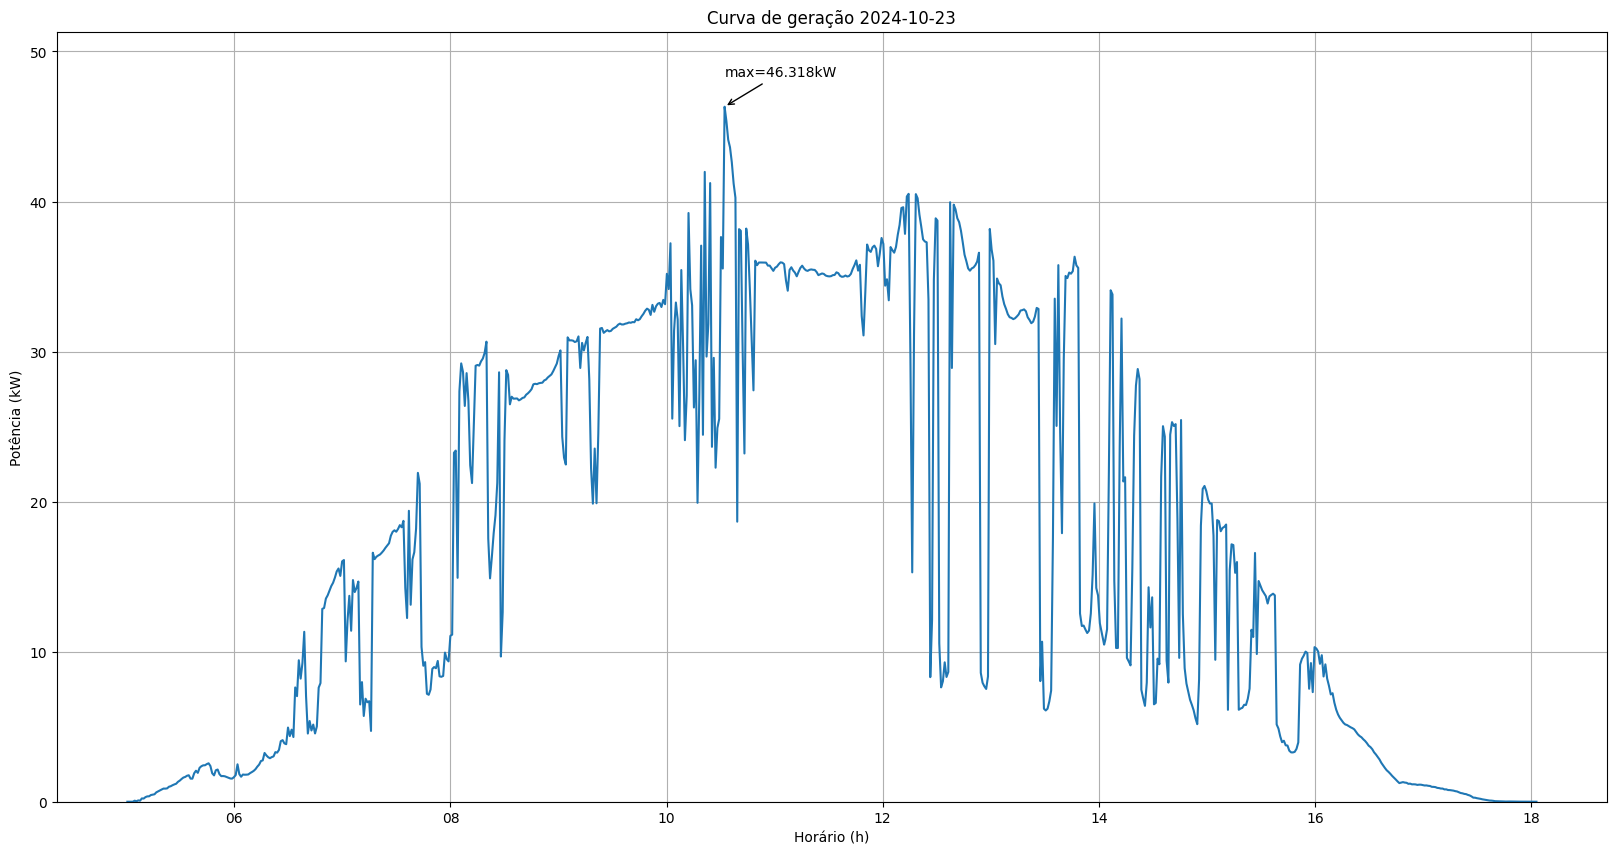 Curva de geração 2024-10-23
max=46.318kW
50
40
30
20
10
0
Potência (kW)
06 08 10 12 14 16 18
Horário (h)